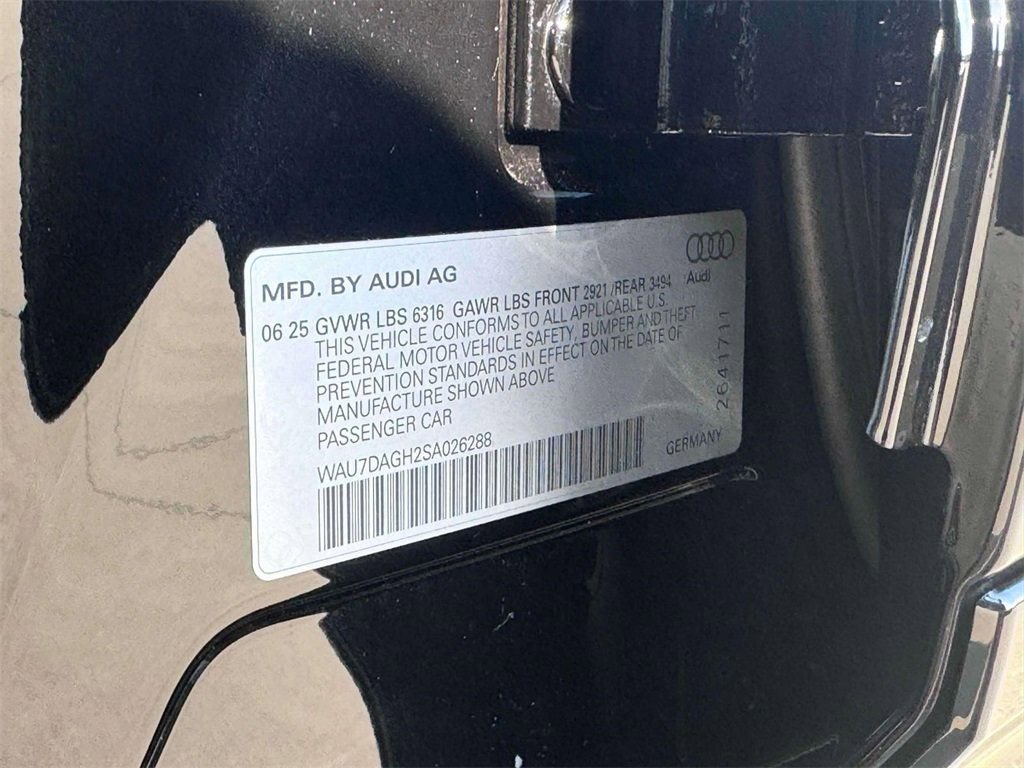 MFD. BY AUDI AG
Audi
06 25 GVWR LBS 6316 GAWR LBS FRONT 2921 /REAR 3494
THIS VEHICLE CONFORMS TO ALL APPLICABLE U.S.
FEDERAL MOTOR VEHICLE SAFETY, BUMPER AND THEFT
PREVENTION STANDARDS IN EFFECT ON THE DATE OF
MANUFACTURE SHOWN ABOVE
PASSENGER CAR
2641711
WAU7DAGH2SA026288
GERMANY